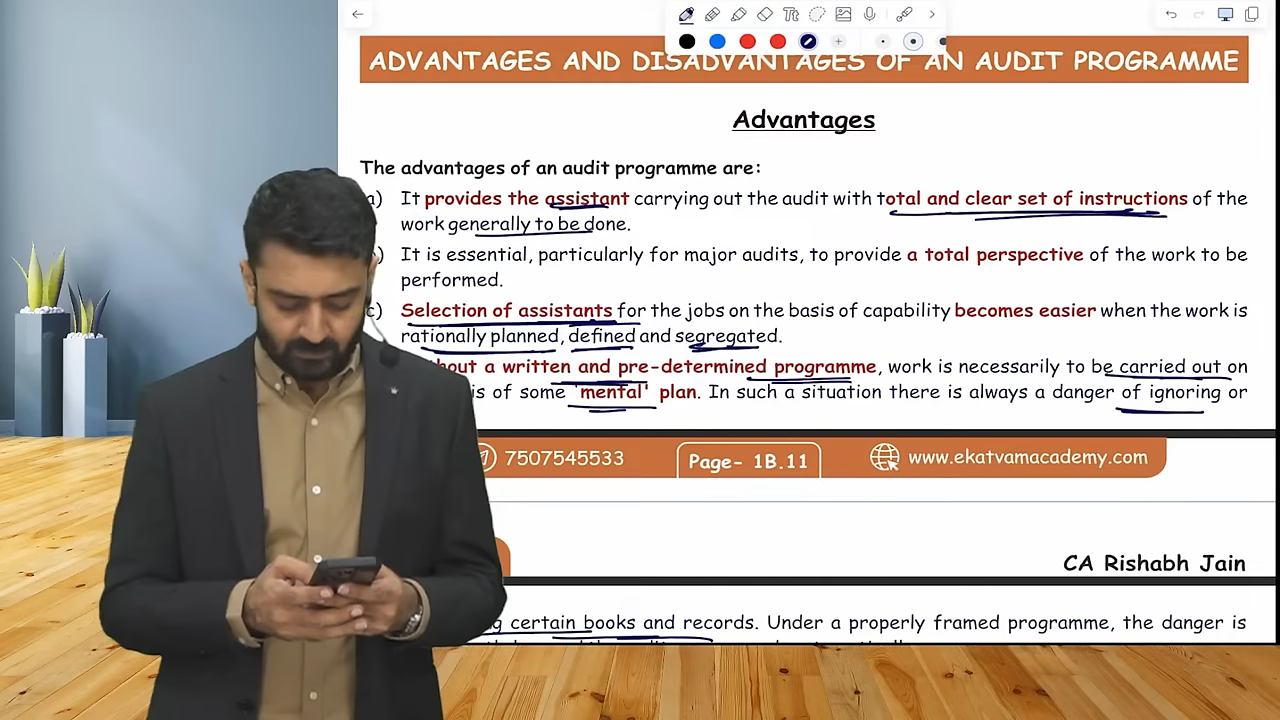 ADVANTAGES AND DISADVANTAGES OF AN AUDIT PROGRAMME
Advantages
The advantages of an audit programme are:
a) It provides the assistant carrying out the audit with total and clear set of instructions of the
work generally to be done.
) It is essential, particularly for major audits, to provide a total perspective of the work to be
performed.
c) Selection of assistants for the jobs on the basis of capability becomes easier when the work is
rationally planned, defined and segregated.
a written and pre-determined programme, work is necessarily to be carried out on
of some 'mental' plan. In such a situation there is always a danger of ignoring or
7507545533
Page- 1B.11
www.ekatvamacademy.com
CA Rishabh Jain
certain books and records. Under a properly framed programme, the danger is